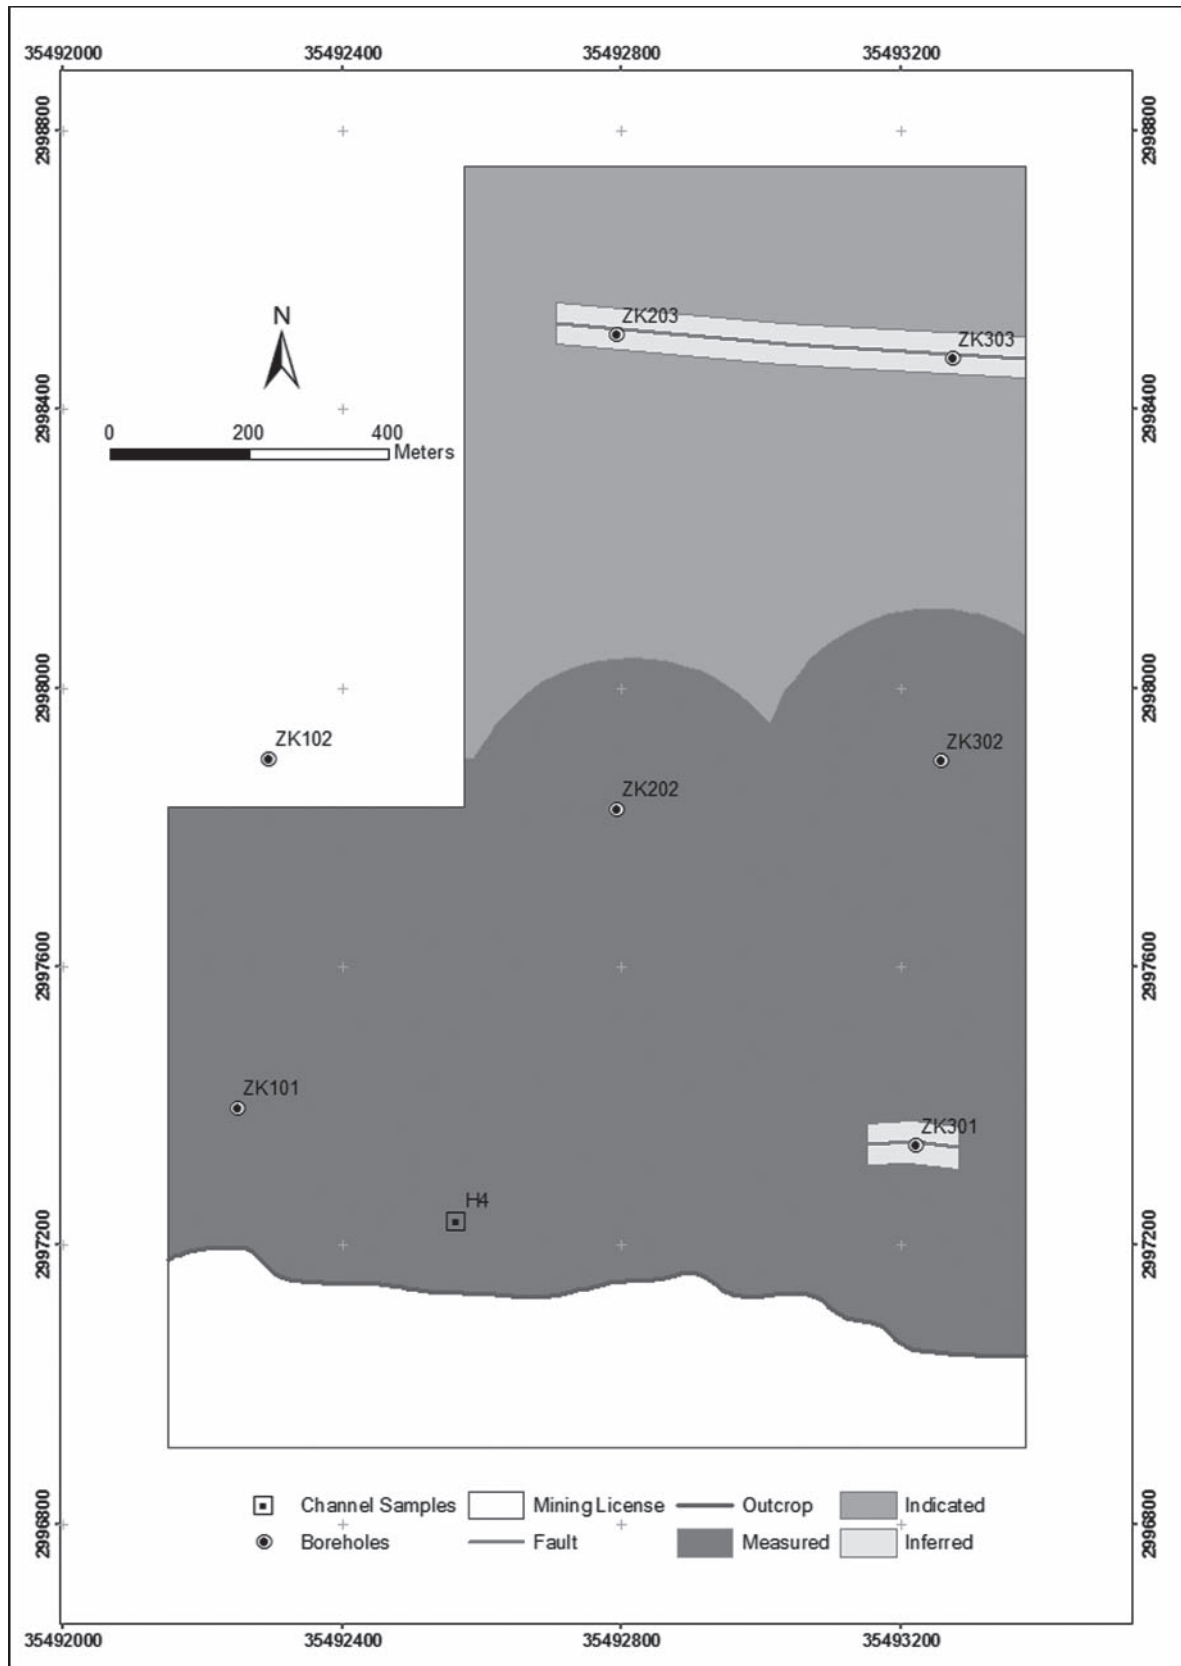 35492000 35492400 35492800 35493200
2998800 2998800
ZK203
N
ZK303
2998400 2998400
0 200 400
Meters
2998000 2998000
ZK102
ZK302
ZK202
2997600 2997600
ZK101
ZK301
H4
2997200 2997200
Channel Samples Mining License Outcrop Indicated
Boreholes Fault Measured Inferred
2996800 2996800
35492000 35492400 35492800 35493200